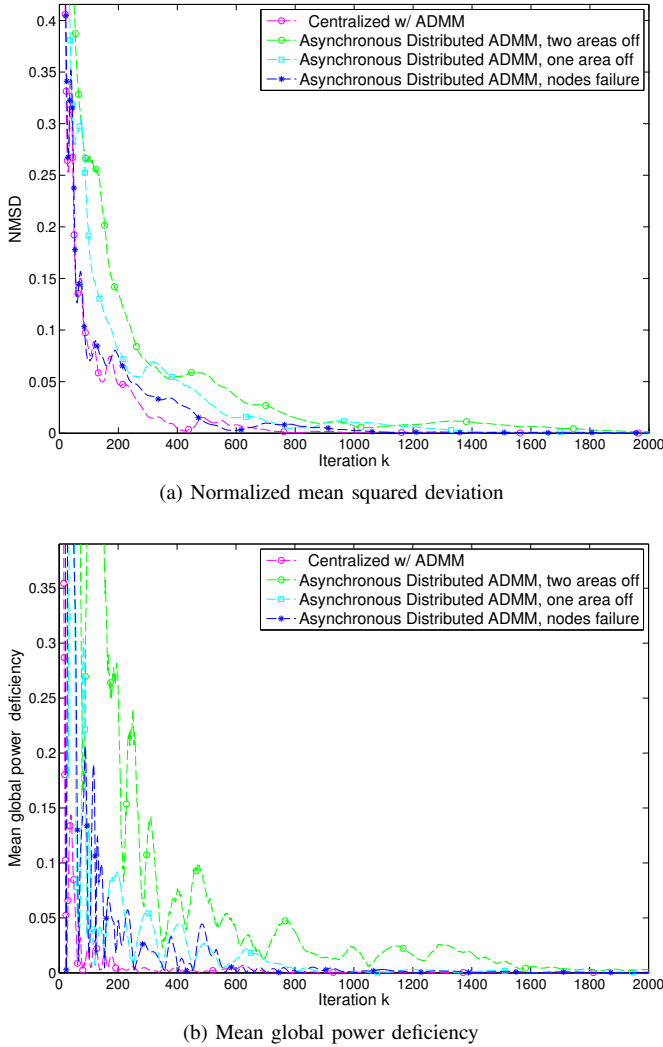 Centralized w/ ADMM
Asynchronous Distributed ADMM, two areas off
Asynchronous Distributed ADMM, one area off
Asynchronous Distributed ADMM, nodes failure
NMSD
0.4
0.35
0.3
0.25
0.2
0.15
0.1
0.05
0
0 200 400 600 800 1000 1200 1400 1600 1800 2000
Iteration k
(a) Normalized mean squared deviation
Centralized w/ ADMM
Asynchronous Distributed ADMM, two areas off
Asynchronous Distributed ADMM, one area off
Asynchronous Distributed ADMM, nodes failure
Mean global power deficiency
0.35
0.3
0.25
0.2
0.15
0.1
0.05
0
0 200 400 600 800 1000 1200 1400 1600 1800 2000
Iteration k
(b) Mean global power deficiency